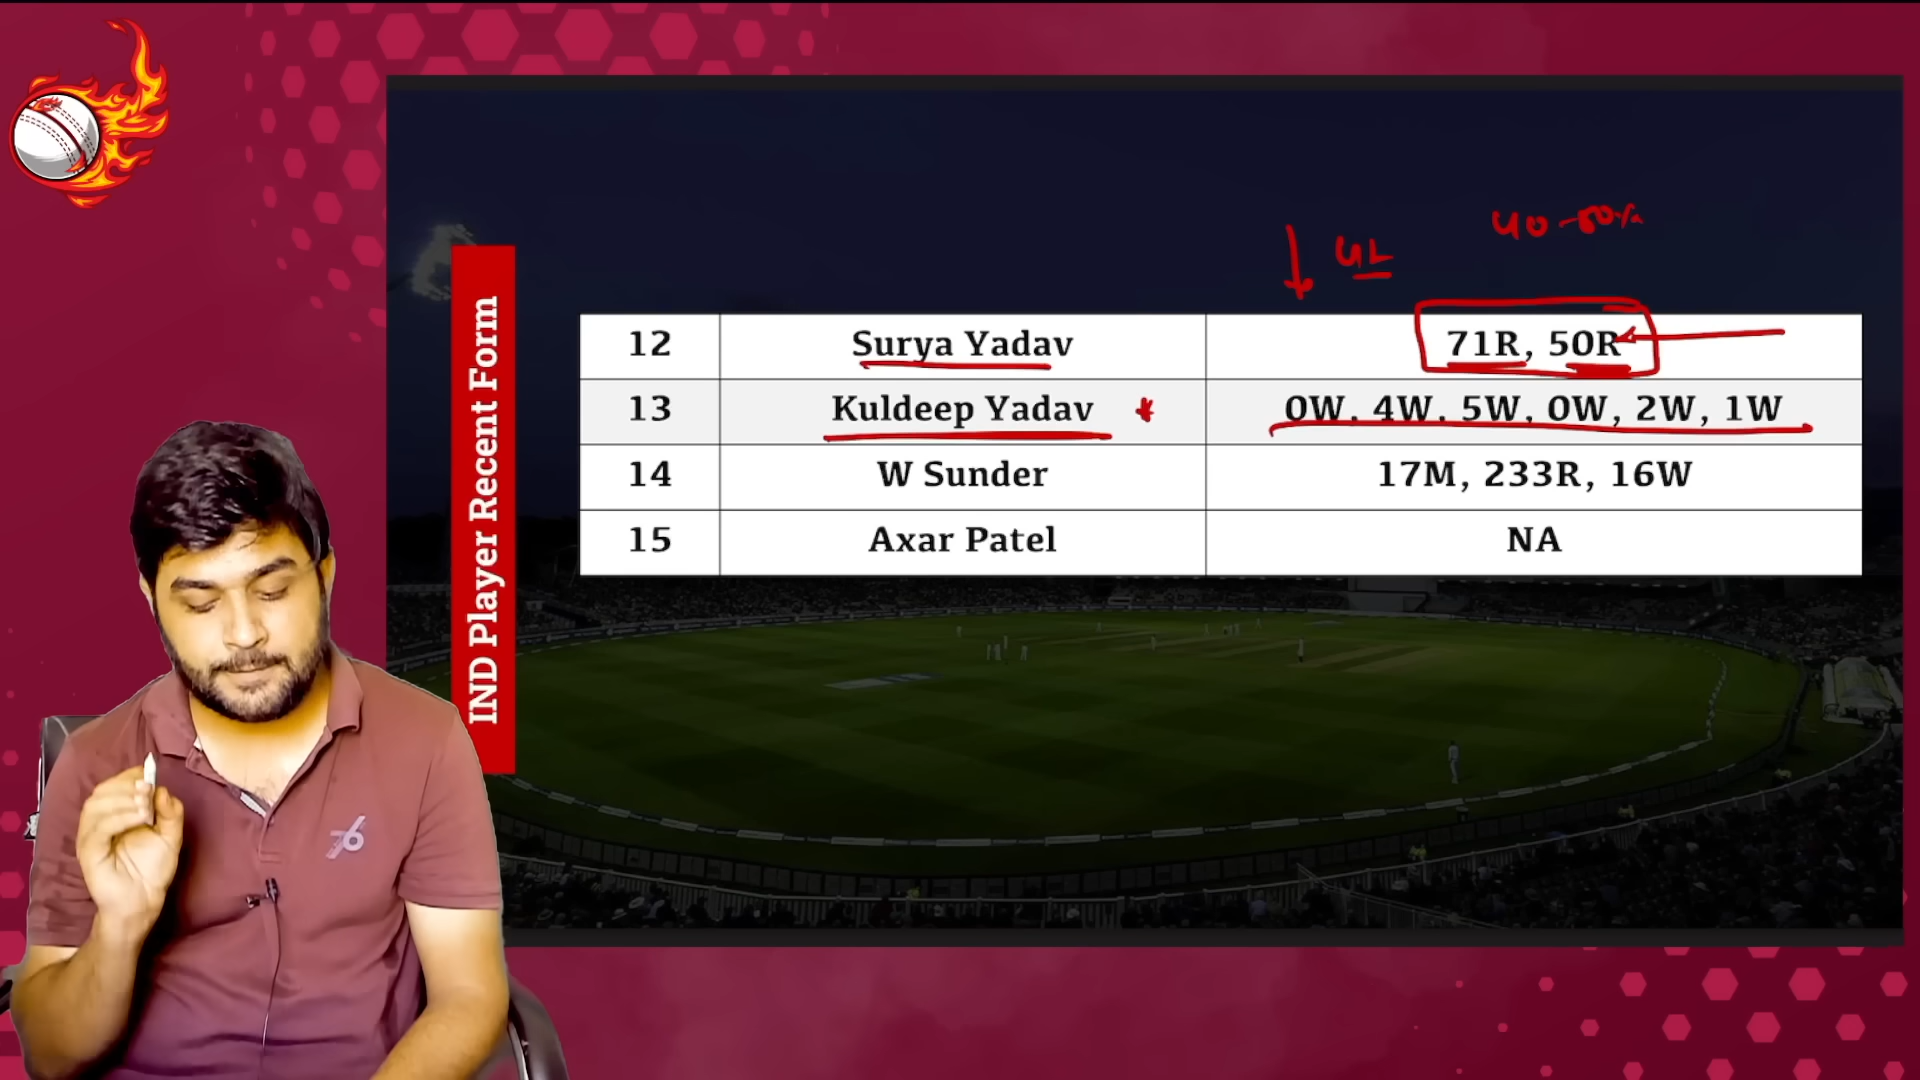 40-50%
4L
IND Player Recent Form
12 Surya Yadav 71R, 50R
13 Kuldeep Yadav * 0W, 4W, 5W, 0W, 2W, 1W
14 W Sunder 17M, 233R, 16W
15 Axar Patel NA